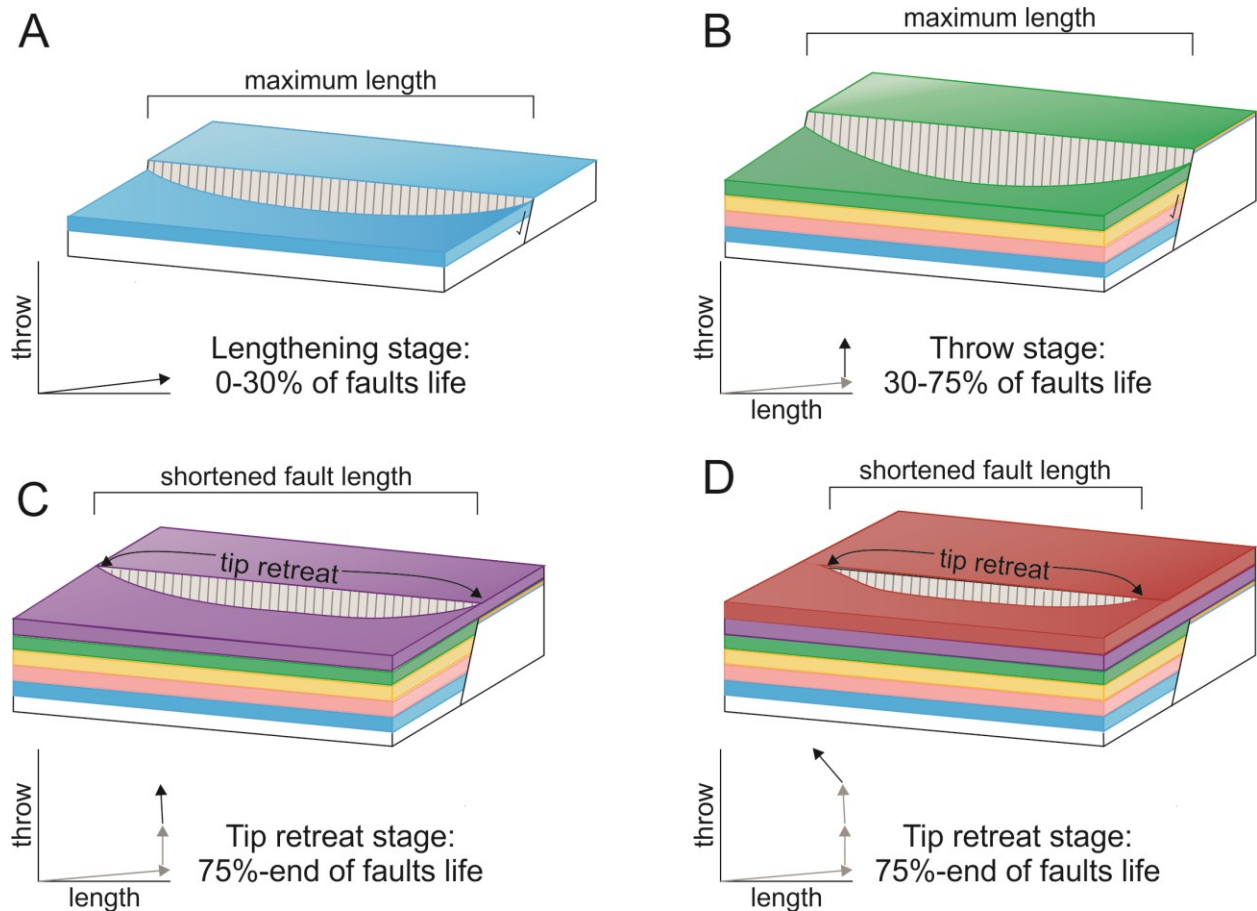 A
maximum length
throw
Lengthening stage:
0-30% of faults life
B
maximum length
throw
length
Throw stage:
30-75% of faults life
C
shortened fault length
tip retreat
throw
length
Tip retreat stage:
75%-end of faults life
D
shortened fault length
tip retreat
throw
length
Tip retreat stage:
75%-end of faults life